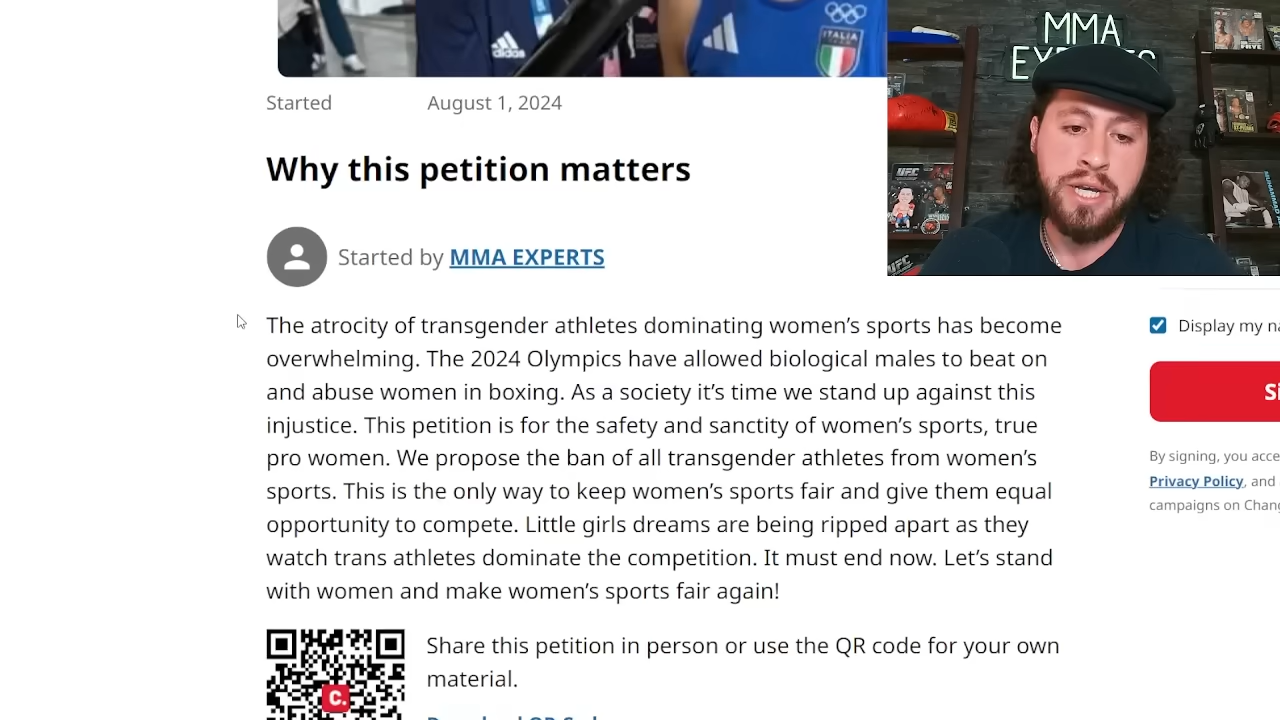 ITALIA
MMA
Started August 1, 2024
Why this petition matters
Started by MMA EXPERTS
The atrocity of transgender athletes dominating women's sports has become
overwhelming. The 2024 Olympics have allowed biological males to beat on
and abuse women in boxing. As a society it's time we stand up against this
injustice. This petition is for the safety and sanctity of women's sports, true
pro women. We propose the ban of all transgender athletes from women's
sports. This is the only way to keep women's sports fair and give them equal
opportunity to compete. Little girls dreams are being ripped apart as they
watch trans athletes dominate the competition. It must end now. Let's stand
with women and make women's sports fair again!
Display my
By signing, you
Privacy Policy, and
campaigns on
Share this petition in person or use the QR code for your own
material.
adidas
UFC
UFC
C.